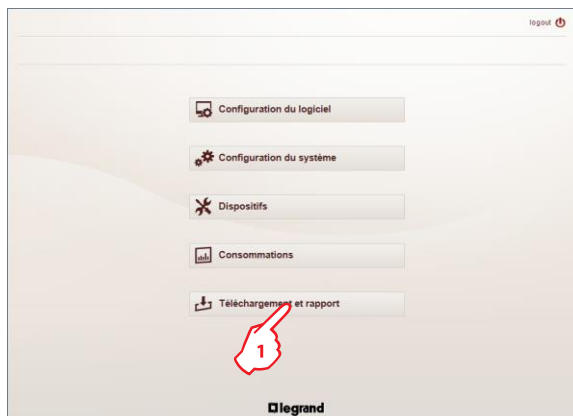 logout
Configuration du logiciel
Configuration du système
Dispositifs
Consommations
Téléchargement et rapport
1
legrand